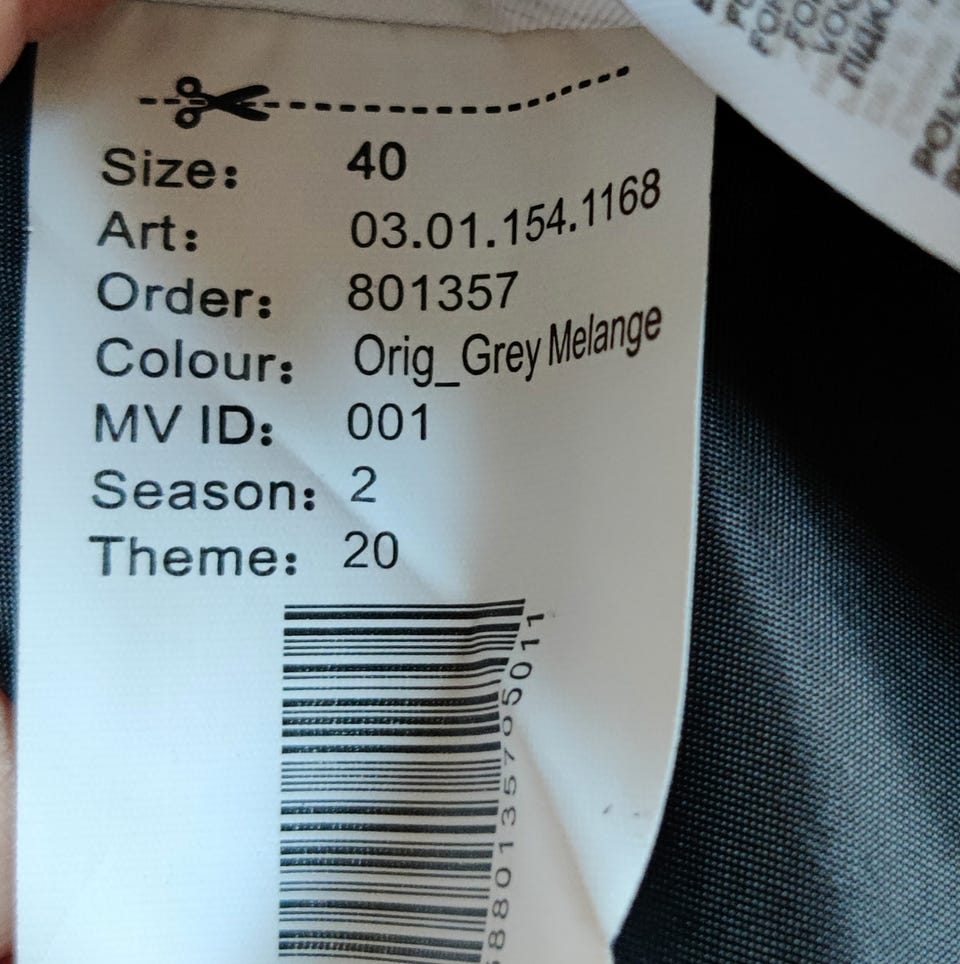 Size: 40
Art: 03.01.154.1168
Order: 801357
Colour: Orig_Grey Melange
MV ID: 001
Season: 2
Theme: 20